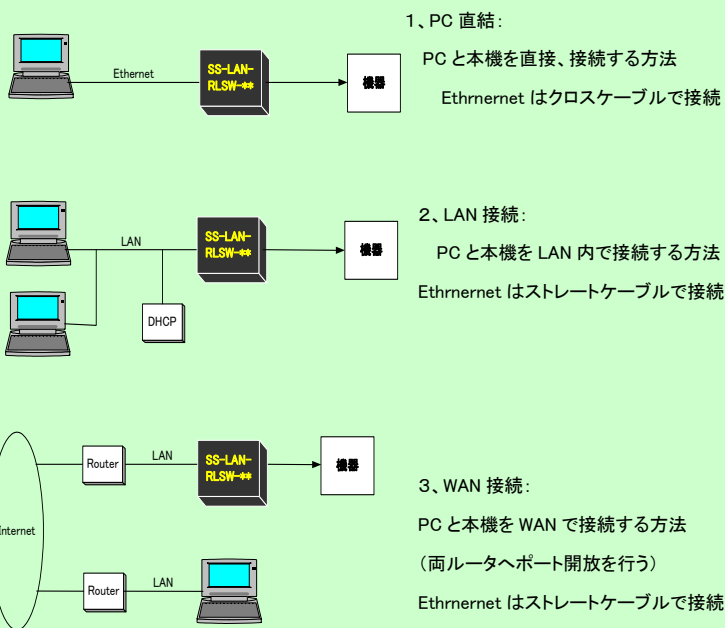 1、PC 直結：
PC と本機を直接、接続する方法
Ethrnernet はクロスケーブルで接続
Ethernet
SS-LAN-
RLSW-**
機器
2、LAN 接続：
PC と本機を LAN 内で接続する方法
Ethrnernet はストレートケーブルで接続
LAN
SS-LAN-
RLSW-**
機器
DHCP
Router
LAN
SS-LAN-
RLSW-**
機器
Internet
Router
LAN
3、WAN 接続：
PC と本機を WAN で接続する方法
（両ルータへポート開放を行う）
Ethrnernet はストレートケーブルで接続